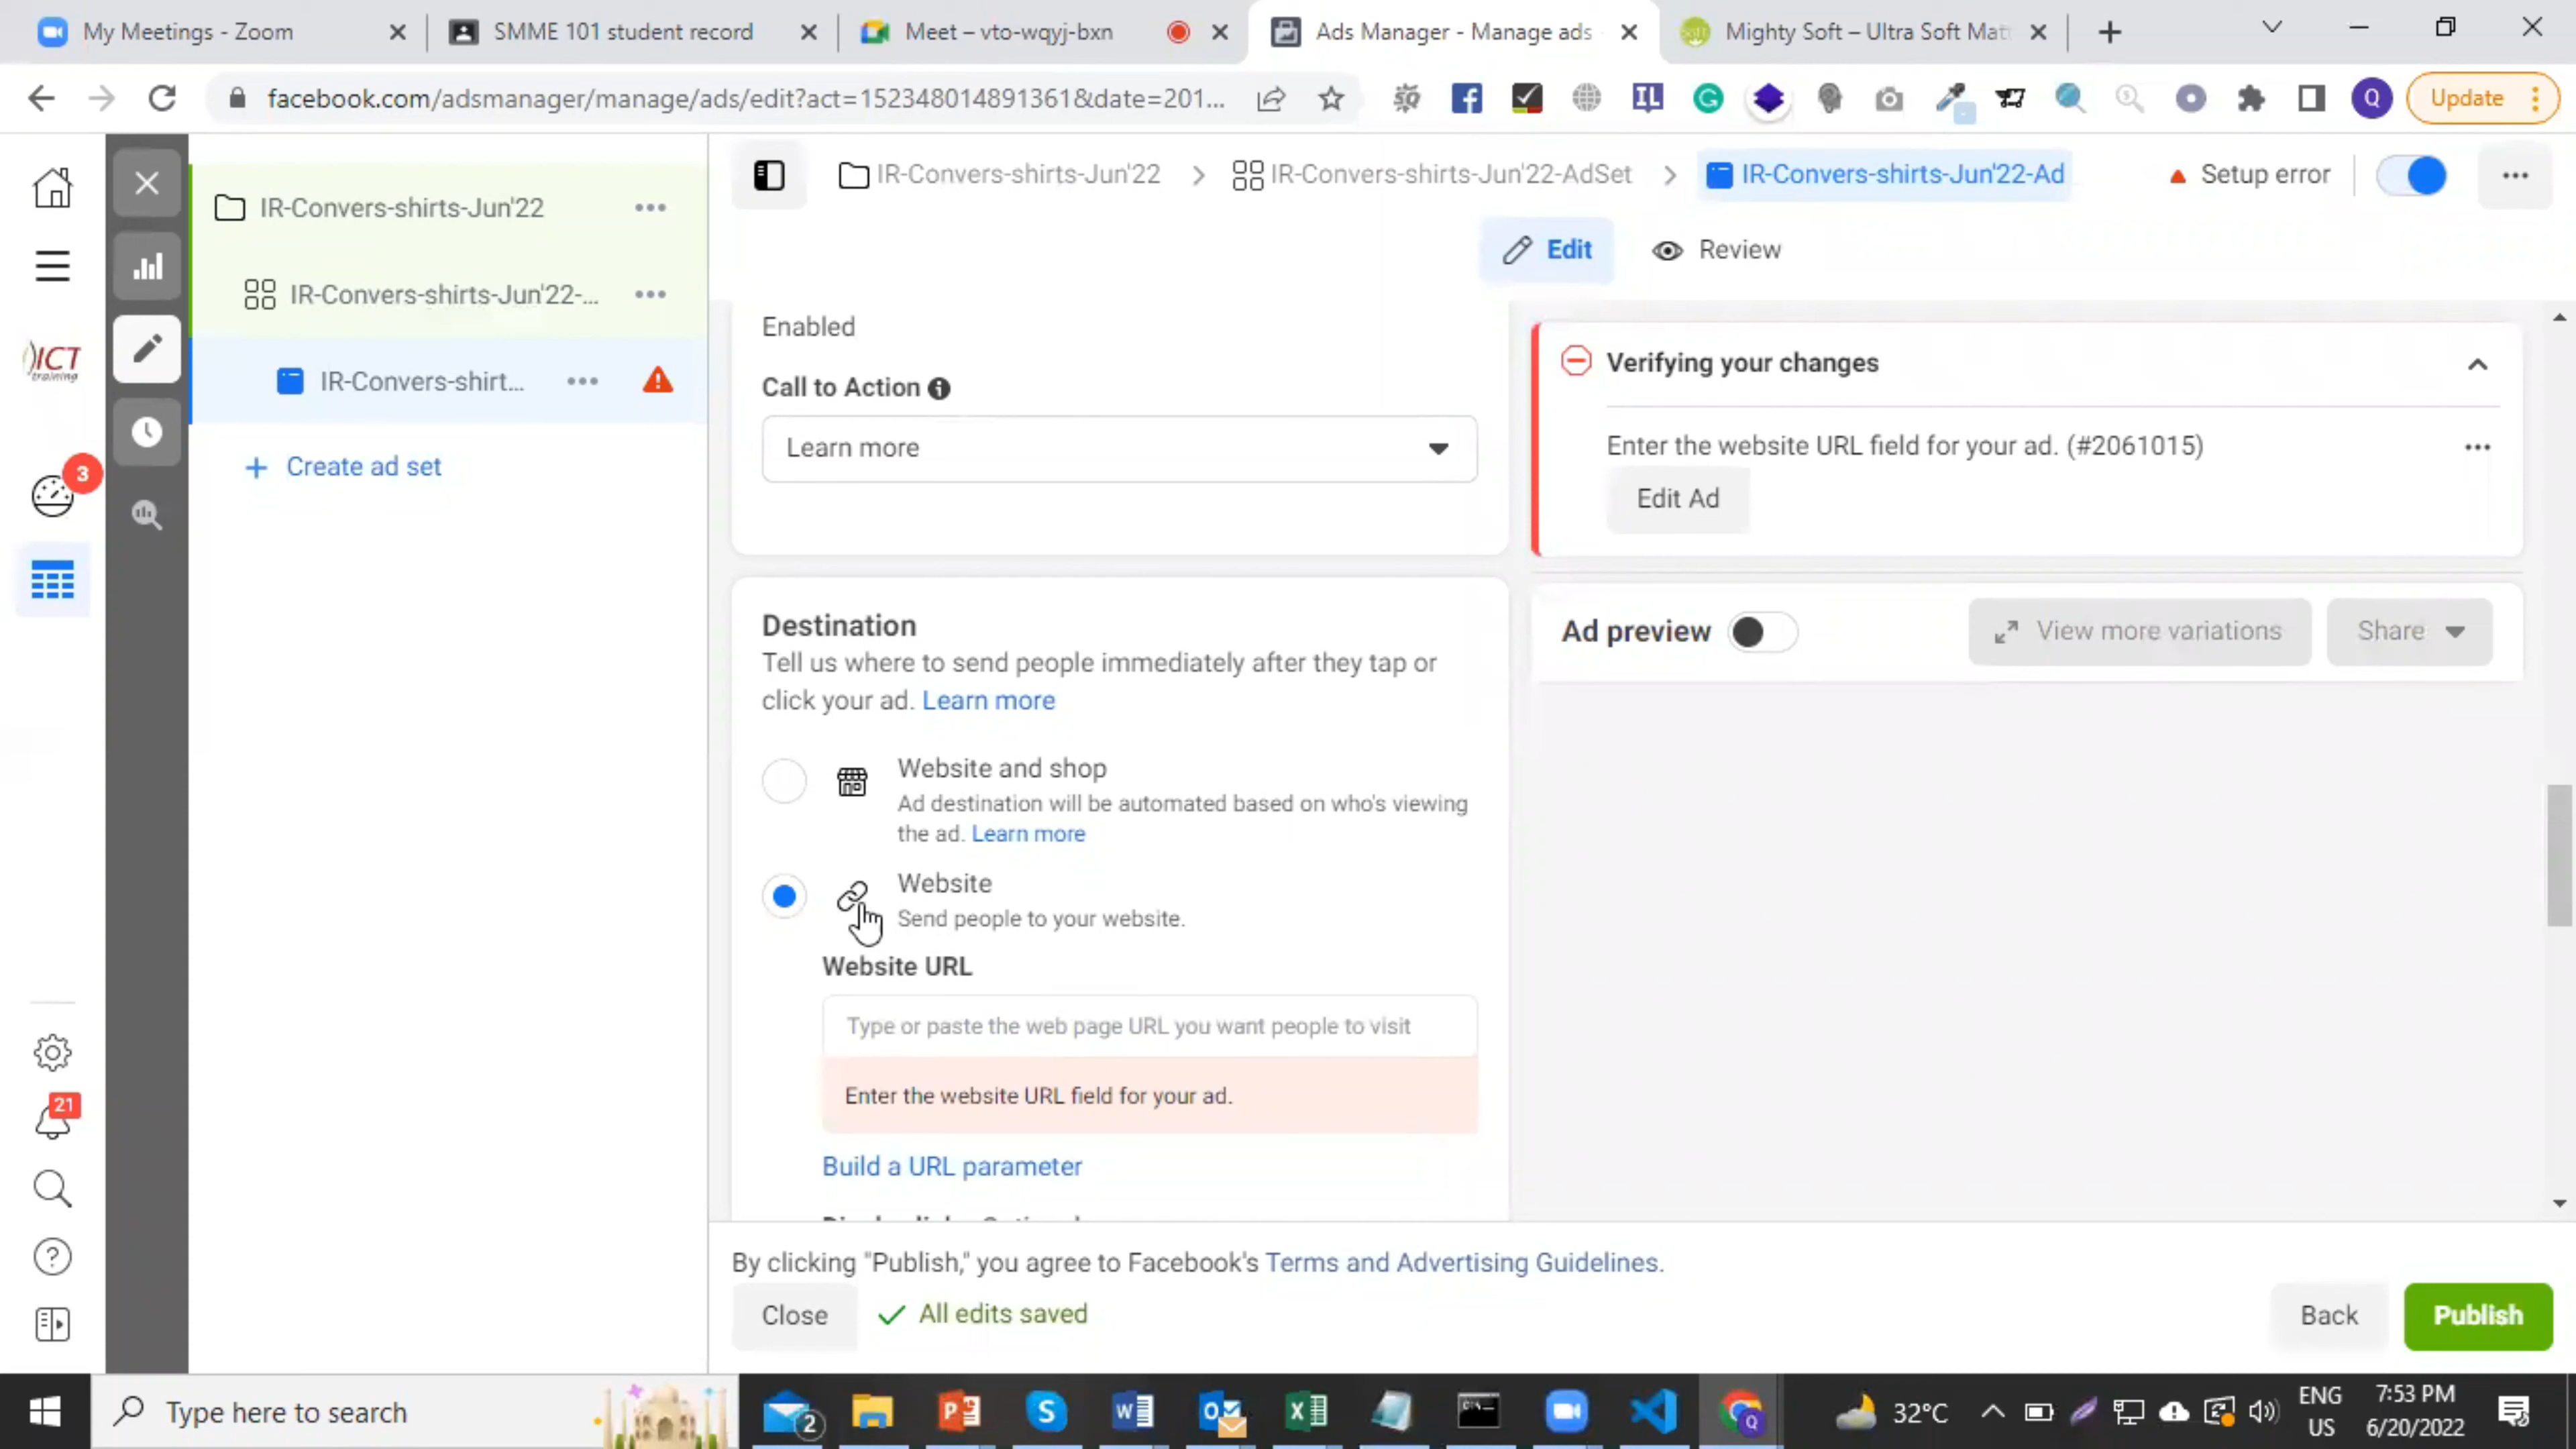 My Meetings - Zoom
SMME 101 student record
Meet – vto-wqyj-bxn
Ads Manager - Manage ads
Mighty Soft – Ultra Soft Mat
facebook.com/adsmanager/manage/ads/edit?act=152348014891361&date=201...
Update
Q
IL
ICT
training
3
21
IR-Convers-shirts-Jun'22
IR-Convers-shirts-Jun'22-...
IR-Convers-shirt...
+ Create ad set
IR-Convers-shirts-Jun'22
IR-Convers-shirts-Jun'22-AdSet
IR-Convers-shirts-Jun'22-Ad
Setup error
Edit
Review
Enabled
Call to Action
Learn more
Destination
Tell us where to send people immediately after they tap or
click your ad. Learn more
Website and shop
Ad destination will be automated based on who's viewing
the ad. Learn more
Website
Send people to your website.
Website URL
Type or paste the web page URL you want people to visit
Enter the website URL field for your ad.
Build a URL parameter
Verifying your changes
Enter the website URL field for your ad. (#2061015)
Edit Ad
Ad preview
View more variations
Share
By clicking "Publish," you agree to Facebook's Terms and Advertising Guidelines.
Close
All edits saved
Back
Publish
Type here to search
2
32°C
ENG
US
7:53 PM
6/20/2022